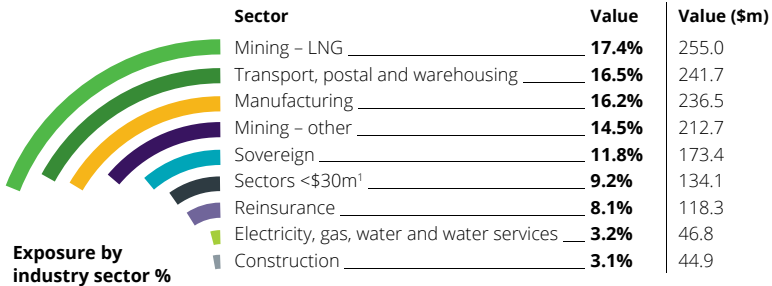 Sector Value Value ($m)
Mining – LNG 17.4% 255.0
Transport, postal and warehousing 16.5% 241.7
Manufacturing 16.2% 236.5
Mining – other 14.5% 212.7
Sovereign 11.8% 173.4
Sectors <$30m¹ 9.2% 134.1
Reinsurance 8.1% 118.3
Electricity, gas, water and water services 3.2% 46.8
Construction 3.1% 44.9
Exposure by
industry sector %